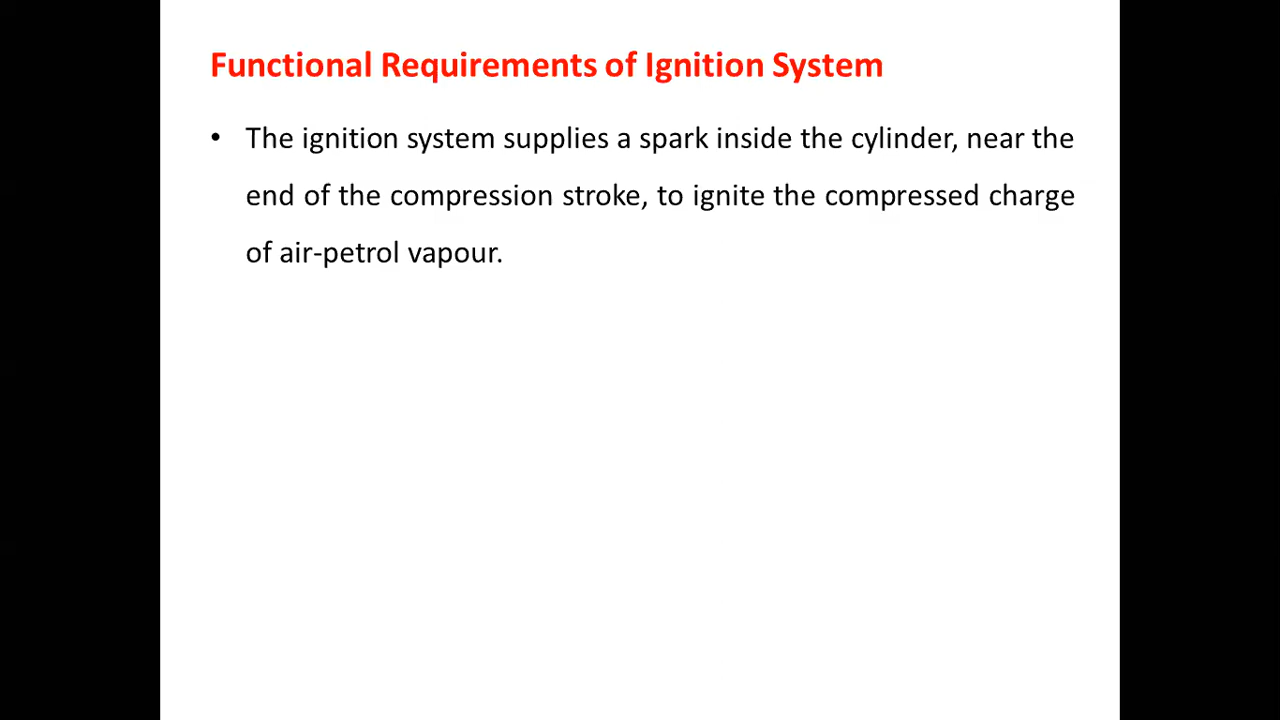 Functional Requirements of Ignition System
• The ignition system supplies a spark inside the cylinder, near the
end of the compression stroke, to ignite the compressed charge
of air-petrol vapour.